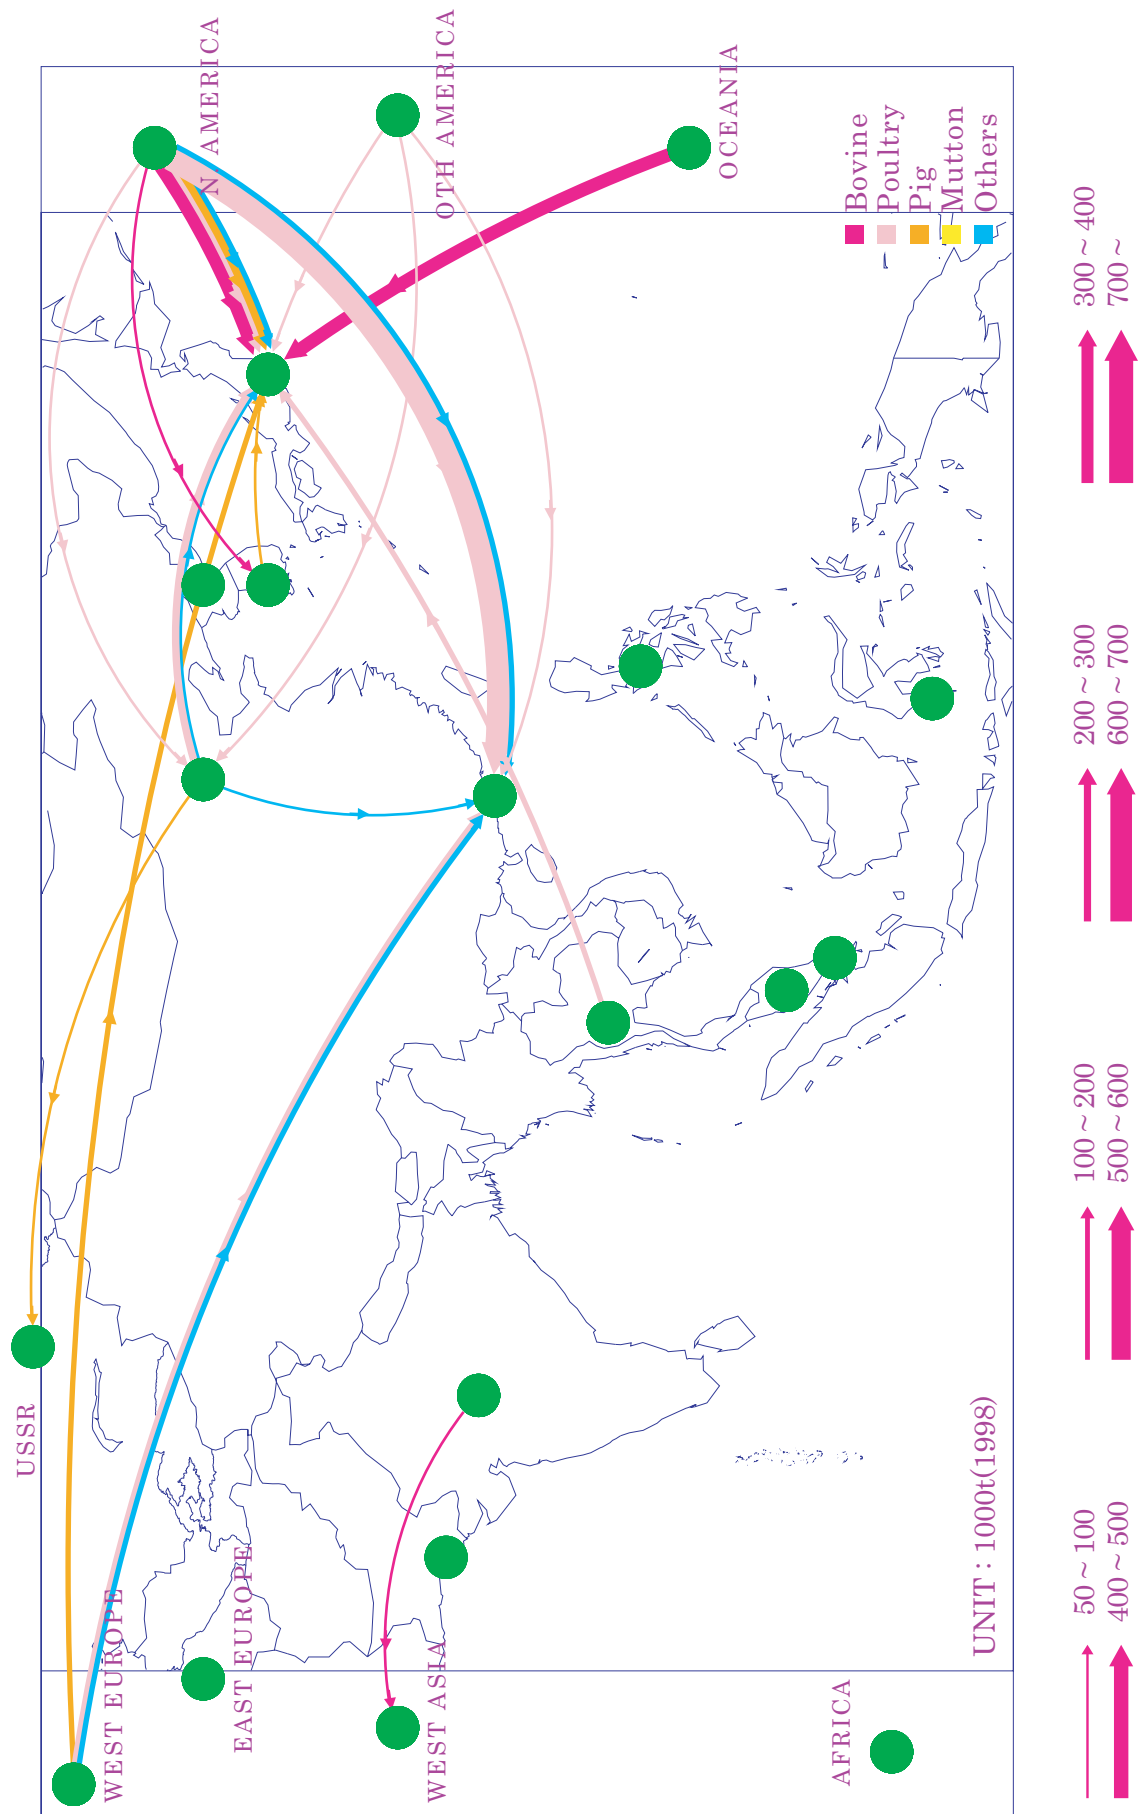 USSR
WEST EUROPE
EAST EUROPE
WEST ASIA
AFRICA
N AMERICA
OTH AMERICA
OCEANIA
Bovine
Poultry
Pig
Mutton
Others
UNIT : 1000t(1998)
50 ~ 100
100 ~ 200
200 ~ 300
300 ~ 400
400 ~ 500
500 ~ 600
600 ~ 700
700 ~